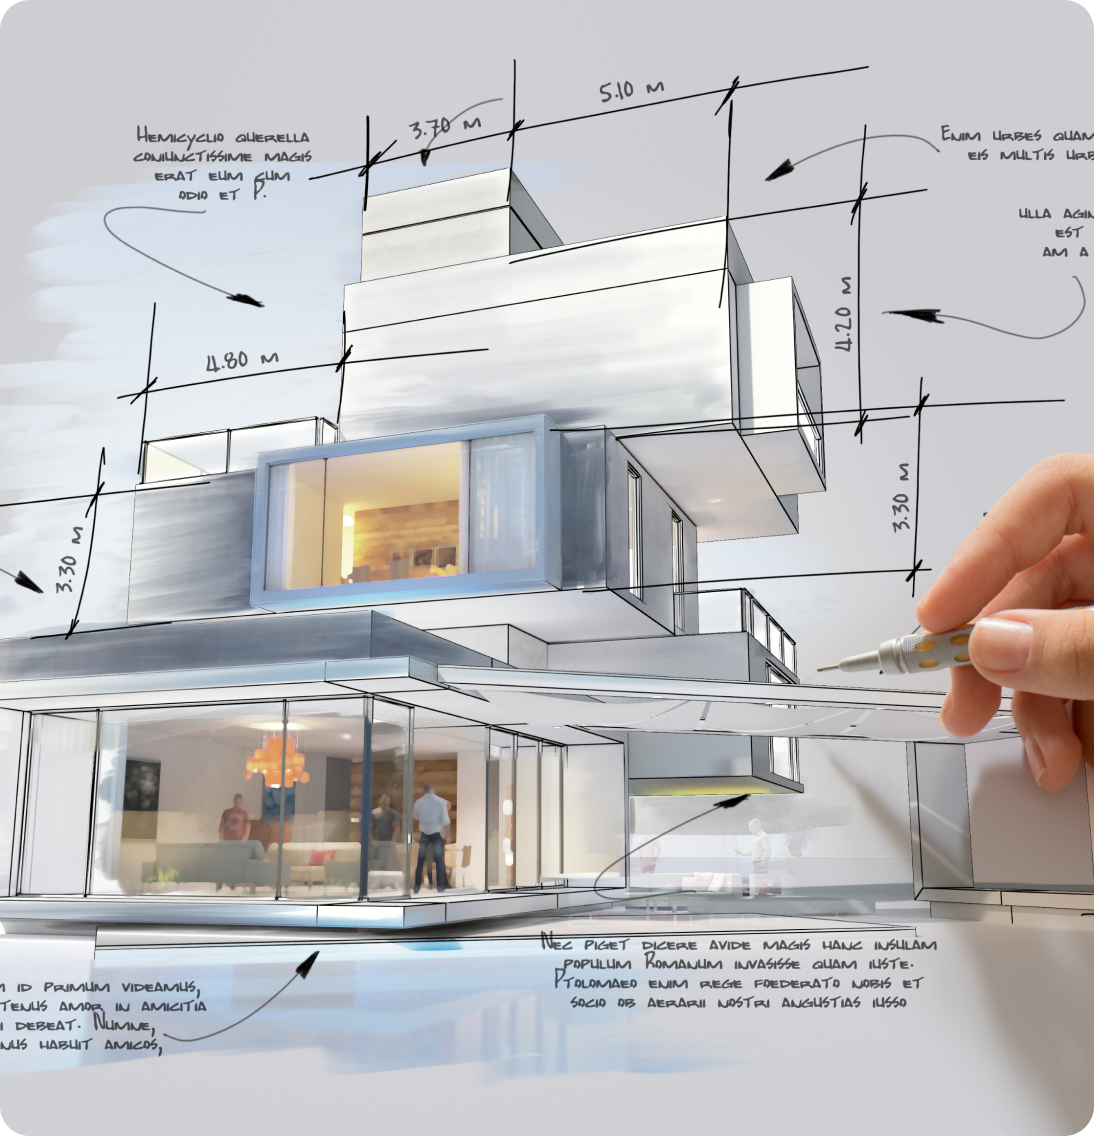 5.10 m
3.70 m
Hemicyclio querella
coniunctissime magis
erat eum cum
odio et P.
Enim urbes quam
eis multis urb
ulla agin
est
am a
4.20 m
4.80 m
3.30 m
3.30 m
Nec piget dicere avide magis hanc insulam
populum Romanum invasisse quam iuste.
Ptolomaeo enim rege foederato nobis et
socio ob aerarii nostri angustias iusso
m id primum videamus,
tenus amor in amicitia
i debeat. Numne,
nus habuit amicos,